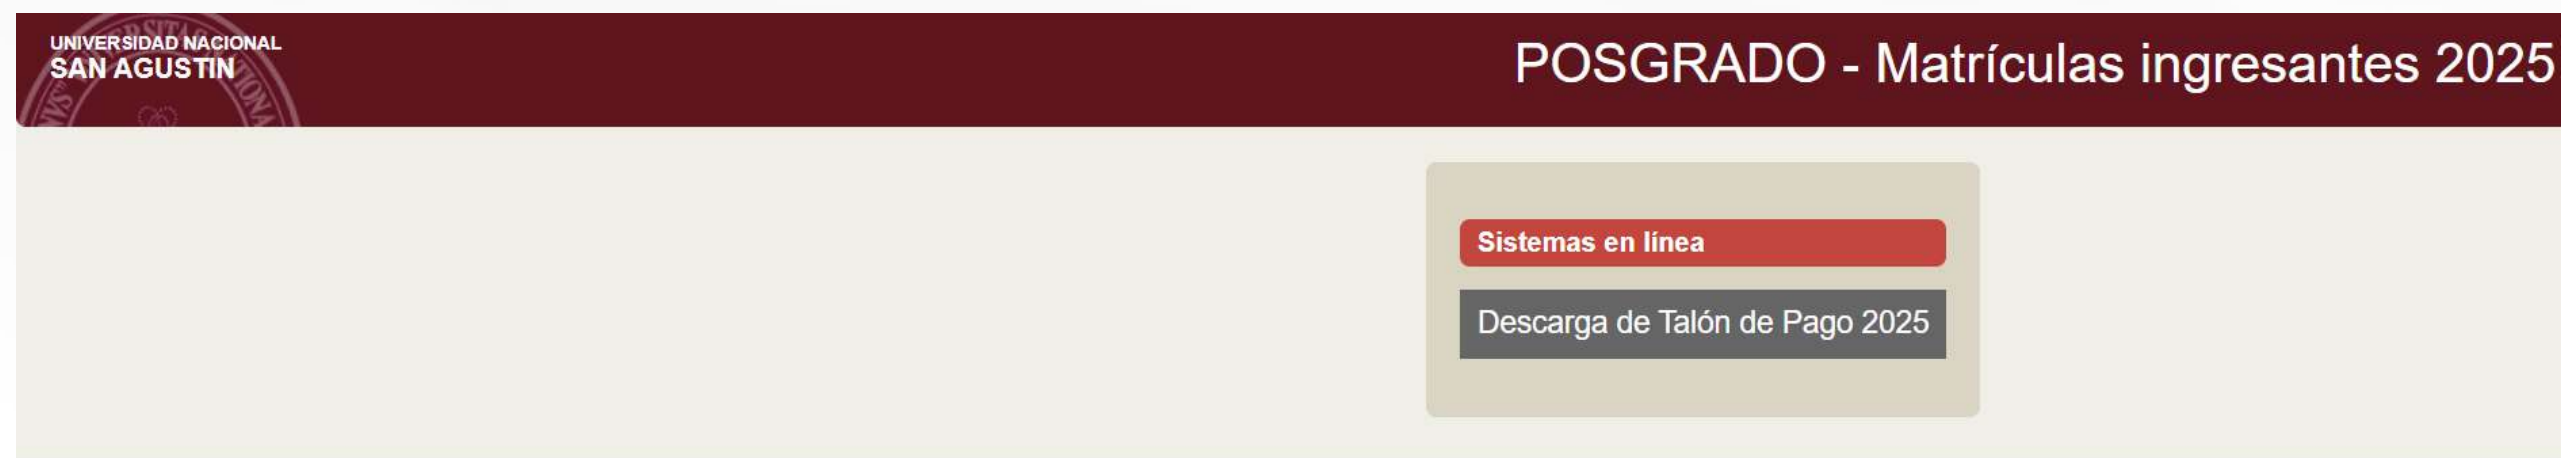 UNIVERSIDAD NACIONAL
SAN AGUSTIN
POSGRADO - Matrículas ingresantes 2025
Sistemas en línea
Descarga de Talón de Pago 2025